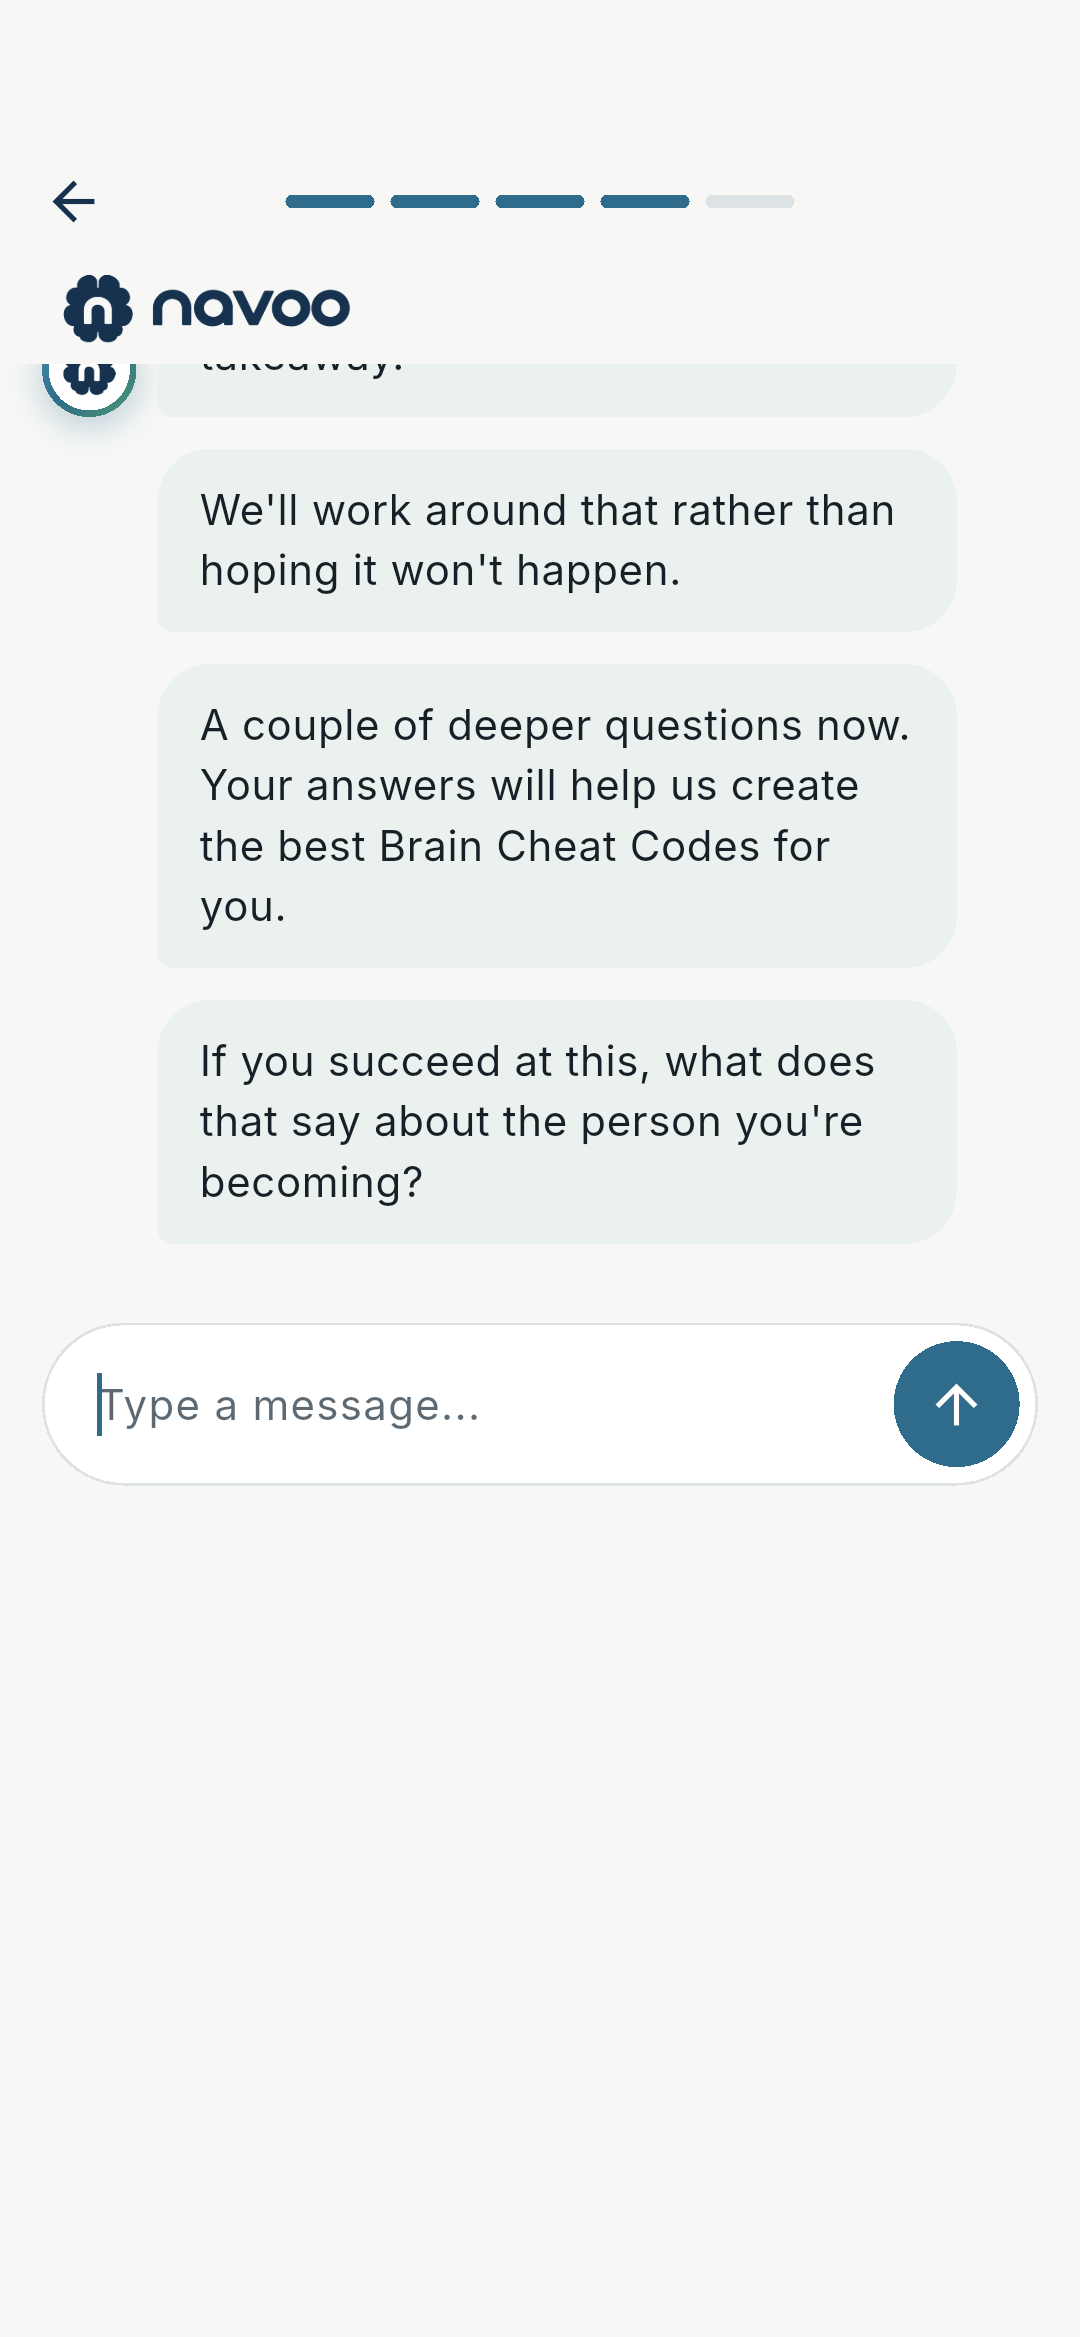 navoo
takeaway.
We'll work around that rather than
hoping it won't happen.
A couple of deeper questions now.
Your answers will help us create
the best Brain Cheat Codes for
you.
If you succeed at this, what does
that say about the person you're
becoming?
Type a message...